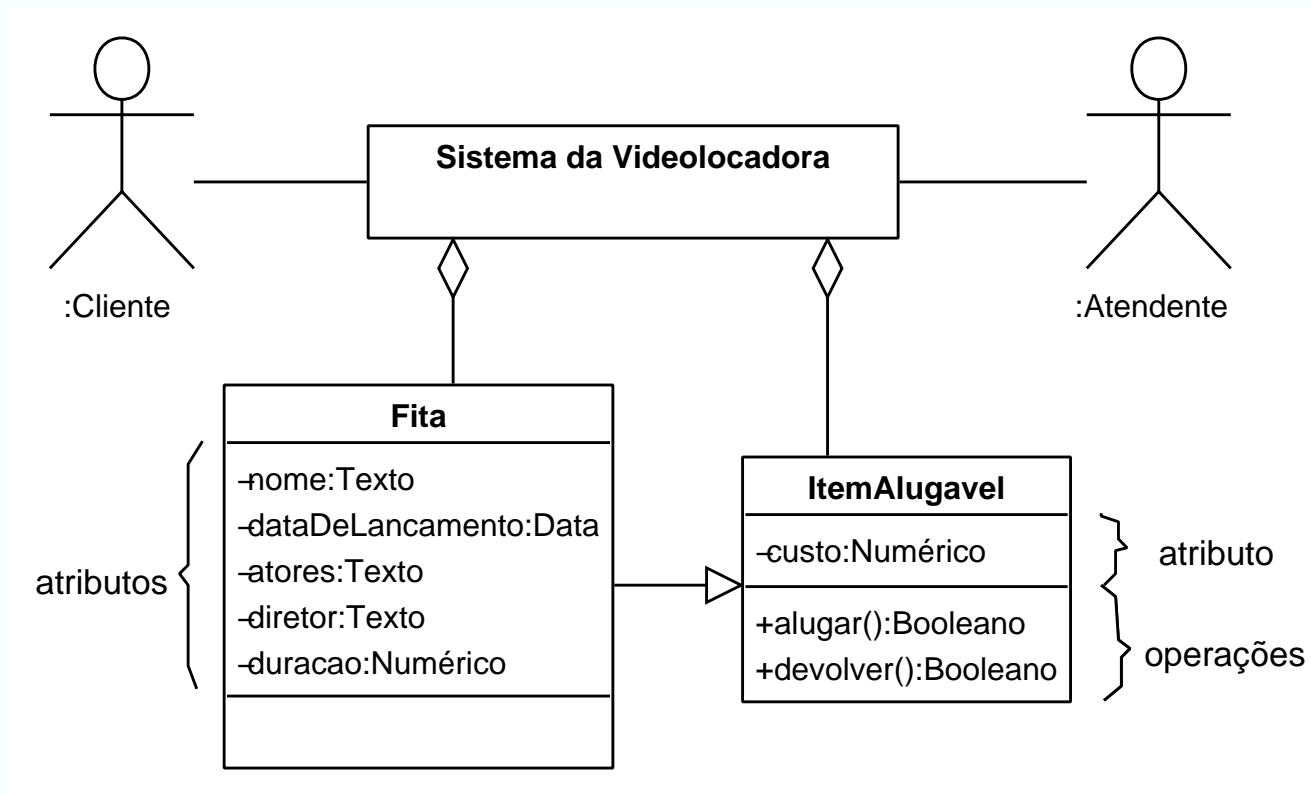 Sistema da Videolocadora
:Cliente
:Atendente
Fita
-nome:Texto
-dataDeLancamento:Data
-atores:Texto
-diretor:Texto
-duracao:Numérico
atributos
ItemAlugavel
-custo:Numérico
+alugar():Booleano
+devolver():Booleano
atributo
operações